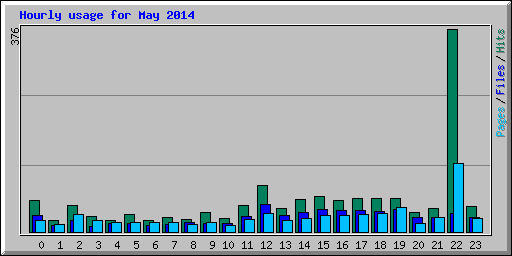 Hourly usage for May 2014
376
Pages / Files / Hits
0 1 2 3 4 5 6 7 8 9 10 11 12 13 14 15 16 17 18 19 20 21 22 23